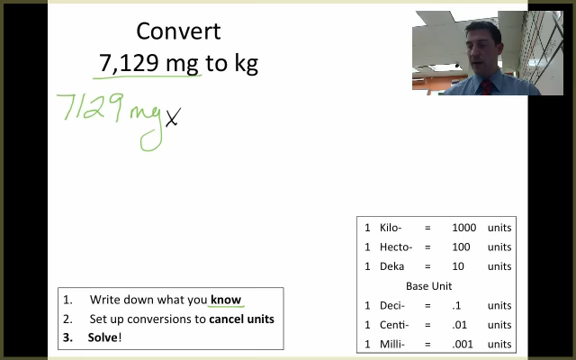 Convert
7,129 mg to kg
7129 mg x
1 Kilo- = 1000 units
1 Hecto- = 100 units
1 Deka = 10 units
Base Unit
1 Deci- = .1 units
1 Centi- = .01 units
1 Milli- = .001 units
1. Write down what you know
2. Set up conversions to cancel units
3. Solve!